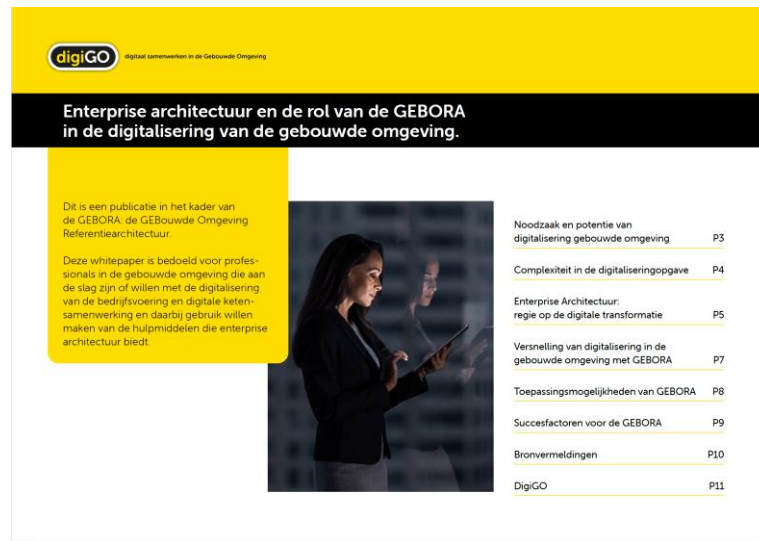 digiGO
digitaal samenwerken in de Gebouwde Omgeving
Enterprise architectuur en de rol van de GEBORA
in de digitalisering van de gebouwde omgeving.
Dit is een publicatie in het kader van
de GEBORA: de GEBouwde Omgeving
Referentiearchitectuur.
Deze whitepaper is bedoeld voor profes-
sionals in de gebouwde omgeving die aan
de slag zijn of willen met de digitalisering
van de bedrijfsvoering en digitale keten-
samenwerking en daarbij gebruik willen
maken van de hulpmiddelen die enterprise
architectuur biedt.
Noodzaak en potentie van
digitalisering gebouwde omgeving P3
Complexiteit in de digitaliseringopgave P4
Enterprise Architectuur:
regie op de digitale transformatie P5
Versnelling van digitalisering in de
gebouwde omgeving met GEBORA P7
Toepassingsmogelijkheden van GEBORA P8
Succesfactoren voor de GEBORA P9
Bronvermeldingen P10
DigiGO P11